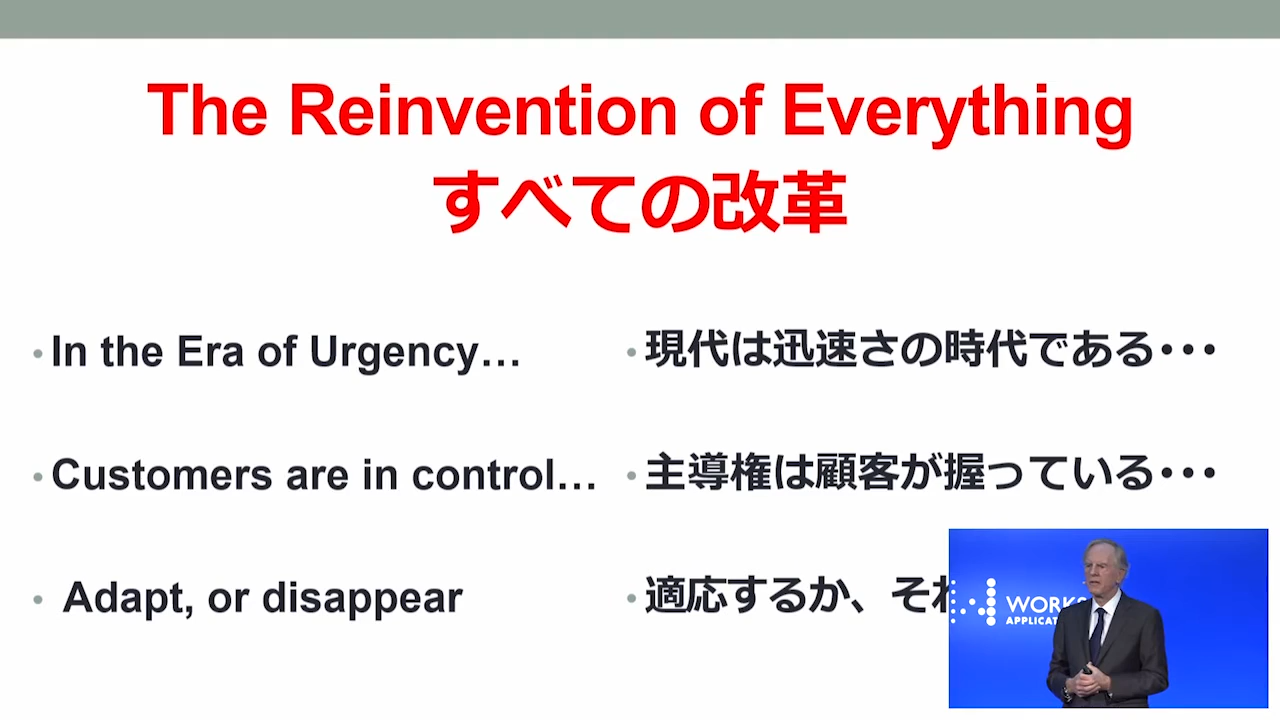 The Reinvention of Everything
すべての改革
• In the Era of Urgency…
• Customers are in control…
• Adapt, or disappear
• 現代は迅速さの時代である・・・
• 主導権は顧客が握っている・・・
• 適応するか、それ
WORKS